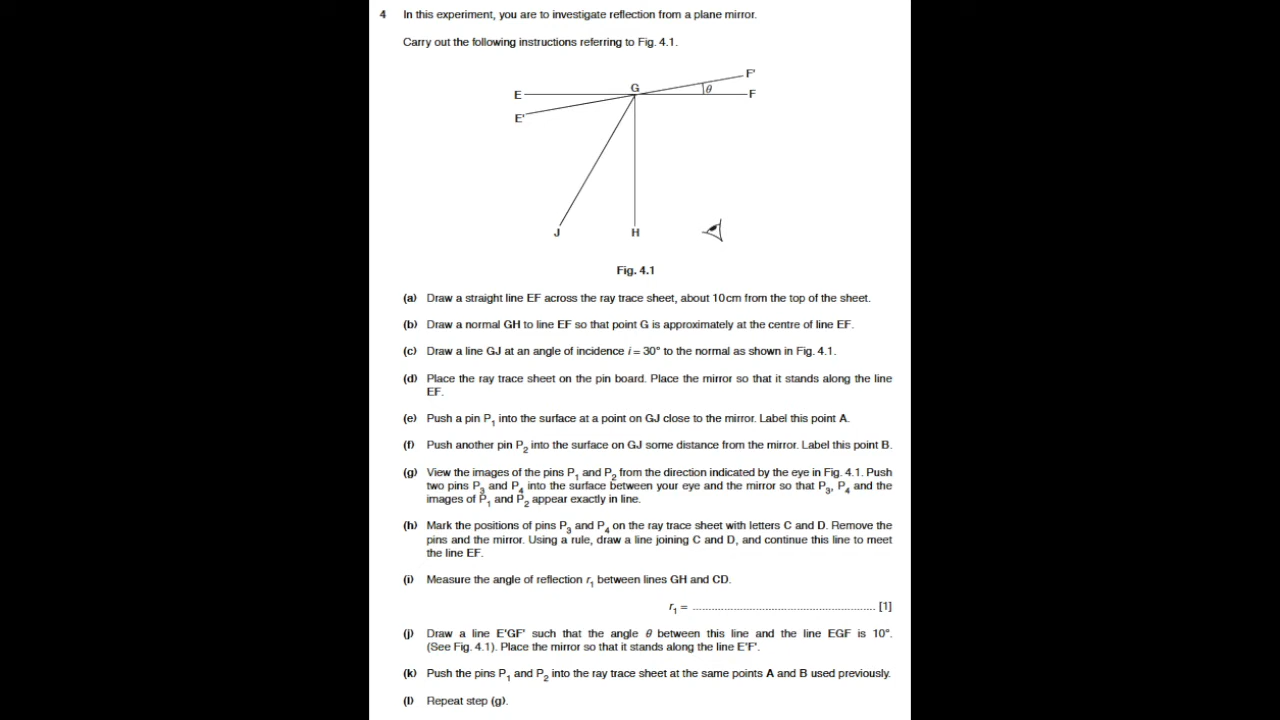 4 In this experiment, you are to investigate reflection from a plane mirror.
Carry out the following instructions referring to Fig. 4.1.
F'
G
θ
E
F
E'
J
H
Fig. 4.1
(a) Draw a straight line EF across the ray trace sheet, about 10 cm from the top of the sheet.
(b) Draw a normal GH to line EF so that point G is approximately at the centre of line EF.
(c) Draw a line GJ at an angle of incidence i = 30° to the normal as shown in Fig. 4.1.
(d) Place the ray trace sheet on the pin board. Place the mirror so that it stands along the line
EF.
(e) Push a pin P1 into the surface at a point on GJ close to the mirror. Label this point A.
(f) Push another pin P2 into the surface on GJ some distance from the mirror. Label this point B.
(g) View the images of the pins P1 and P2 from the direction indicated by the eye in Fig. 4.1. Push
two pins P3 and P4 into the surface between your eye and the mirror so that P3, P4 and the
images of P1 and P2 appear exactly in line.
(h) Mark the positions of pins P3 and P4 on the ray trace sheet with letters C and D. Remove the
pins and the mirror. Using a rule, draw a line joining C and D, and continue this line to meet
the line EF.
(i) Measure the angle of reflection r1 between lines GH and CD.
r1 = .......................................................... [1]
(j) Draw a line E'GF' such that the angle θ between this line and the line EGF is 10°.
(See Fig. 4.1). Place the mirror so that it stands along the line E'F'.
(k) Push the pins P1 and P2 into the ray trace sheet at the same points A and B used previously.
(l) Repeat step (g).